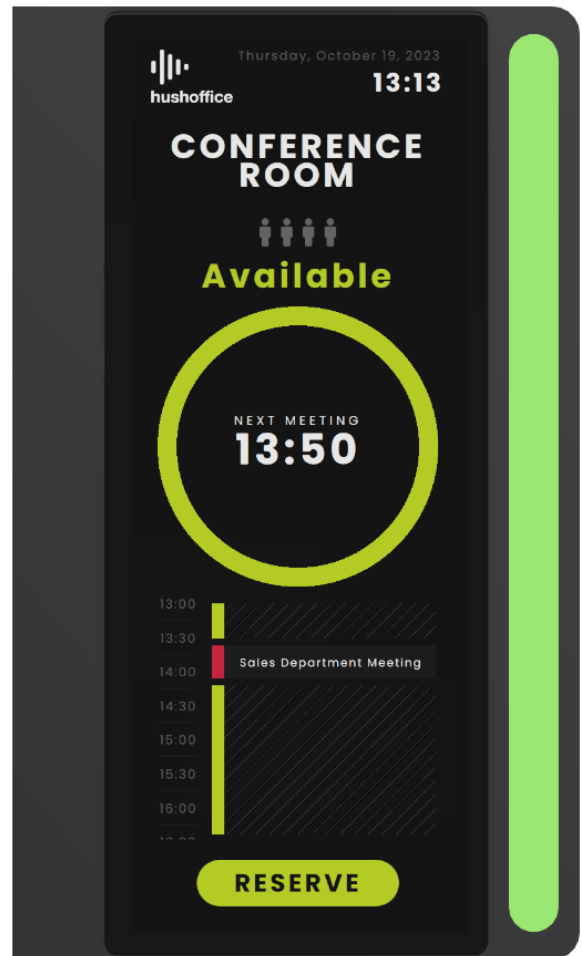 Thursday, October 19, 2023
13:13
hushoffice
CONFERENCE
ROOM
Available
NEXT MEETING
13:50
13:00
13:30
Sales Department Meeting
14:00
14:30
15:00
15:30
16:00
RESERVE